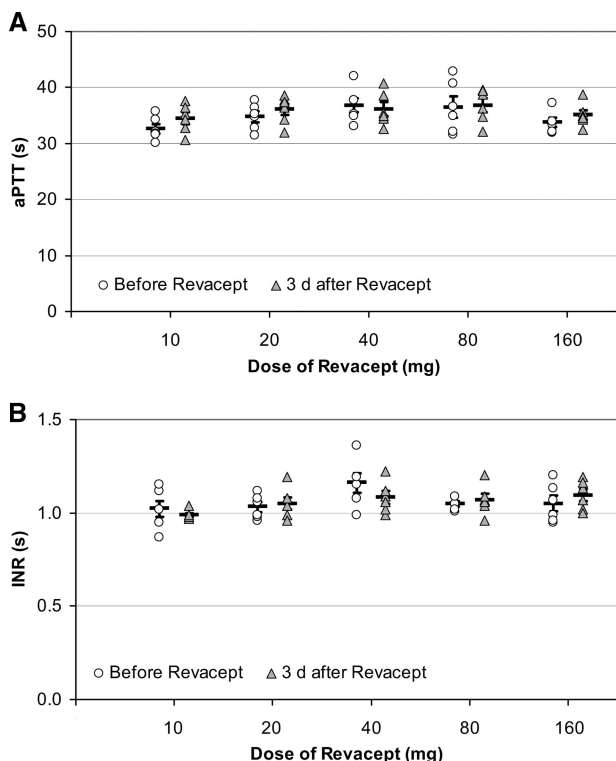 A
50
40
30
20
10
0
aPTT (s)
Before Revacept 3 d after Revacept
10 20 40 80 160
Dose of Revacept (mg)
B
1.5
1.0
0.5
0.0
INR (s)
Before Revacept 3 d after Revacept
10 20 40 80 160
Dose of Revacept (mg)